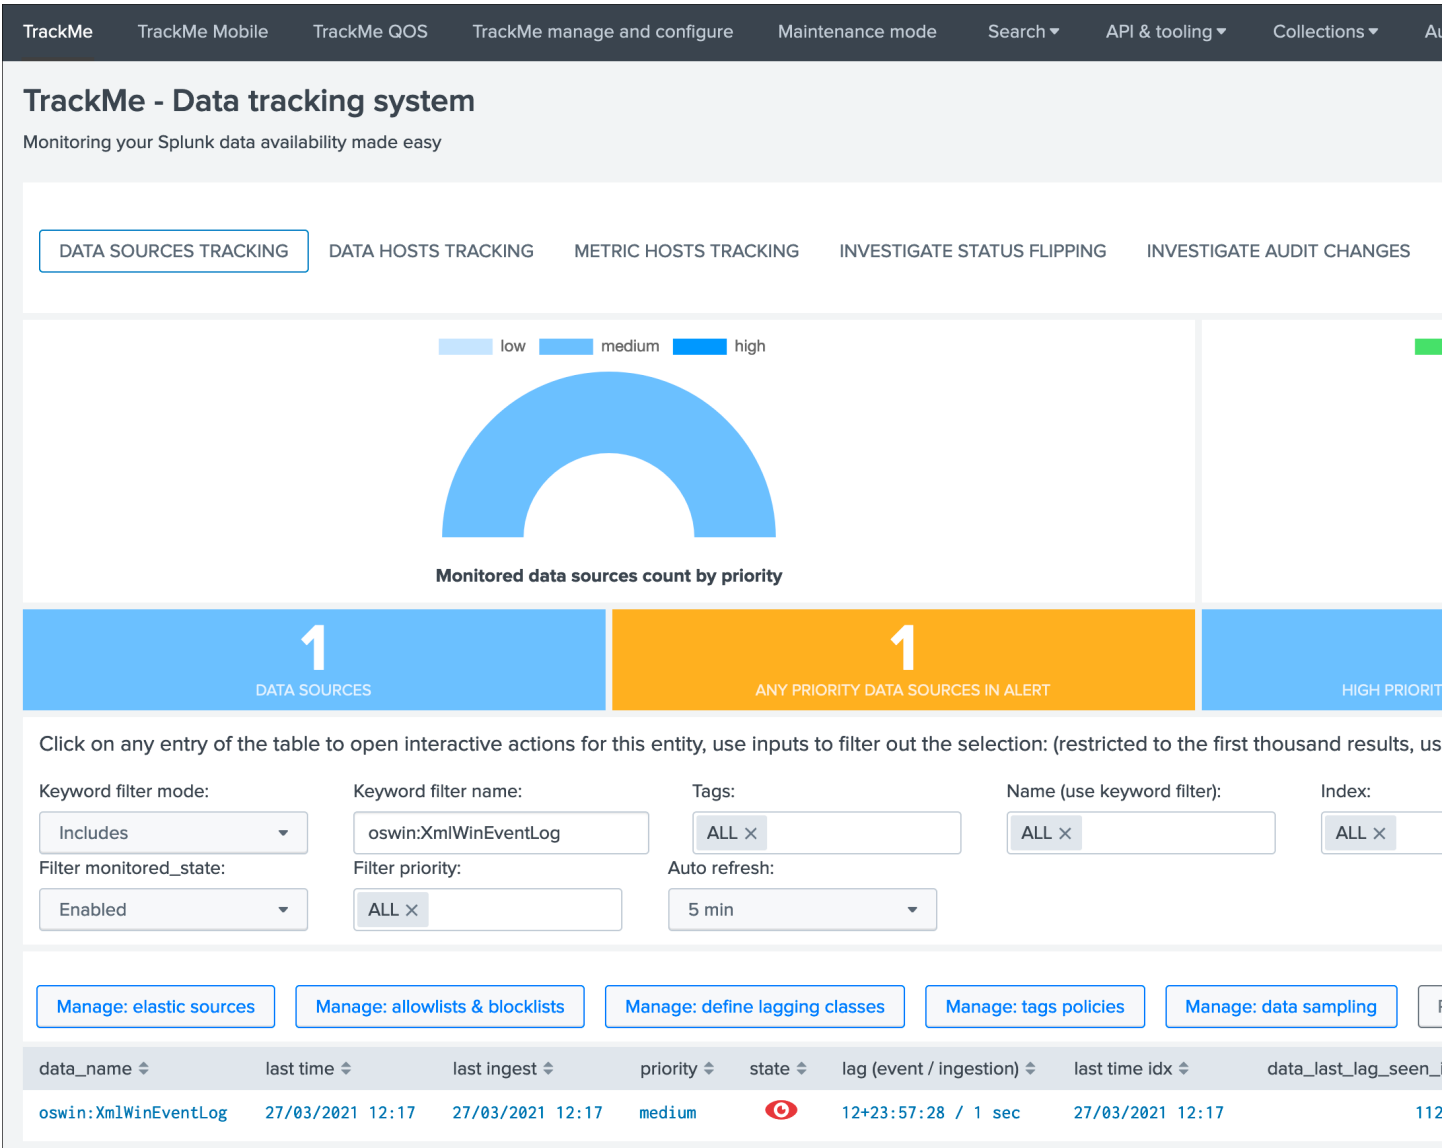 TrackMe TrackMe Mobile TrackMe QOS TrackMe manage and configure Maintenance mode Search API & tooling Collections Au
TrackMe - Data tracking system
Monitoring your Splunk data availability made easy
DATA SOURCES TRACKING DATA HOSTS TRACKING METRIC HOSTS TRACKING INVESTIGATE STATUS FLIPPING INVESTIGATE AUDIT CHANGES
low medium high
Monitored data sources count by priority
1 1
DATA SOURCES ANY PRIORITY DATA SOURCES IN ALERT HIGH PRIORIT
Click on any entry of the table to open interactive actions for this entity, use inputs to filter out the selection: (restricted to the first thousand results, us
Keyword filter mode: Keyword filter name: Tags: Name (use keyword filter): Index:
Includes oswin:XmlWinEventLog ALL × ALL × ALL ×
Filter monitored_state: Filter priority: Auto refresh:
Enabled ALL × 5 min
Manage: elastic sources Manage: allowlists & blocklists Manage: define lagging classes Manage: tags policies Manage: data sampling
data_name last time last ingest priority state lag (event / ingestion) last time idx data_last_lag_seen_i
oswin:XmlWinEventLog 27/03/2021 12:17 27/03/2021 12:17 medium 12+23:57:28 / 1 sec 27/03/2021 12:17 112